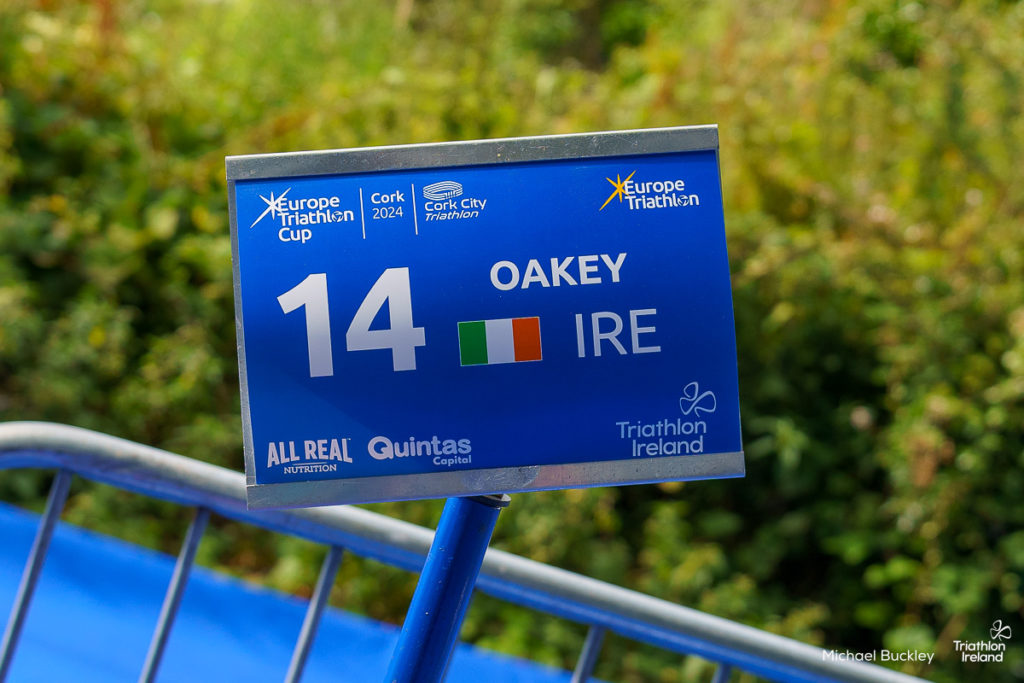 Europe
Triathlon
Cup
Cork
2024
Cork City
Triathlon
Europe
Triathlon
14
OAKEY
IRE
ALL REAL
NUTRITION
Quintas
Capital
Triathlon
Ireland
Michael Buckley
Triathlon
Ireland